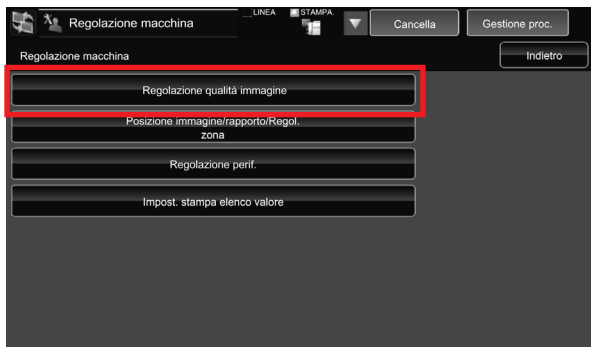 Regolazione macchina
LINEA
STAMPA.
Cancella
Gestione proc.
Regolazione macchina
Indietro
Regolazione qualità immagine
Posizione immagine/rapporto/Regol.
zona
Regolazione perif.
Impost. stampa elenco valore